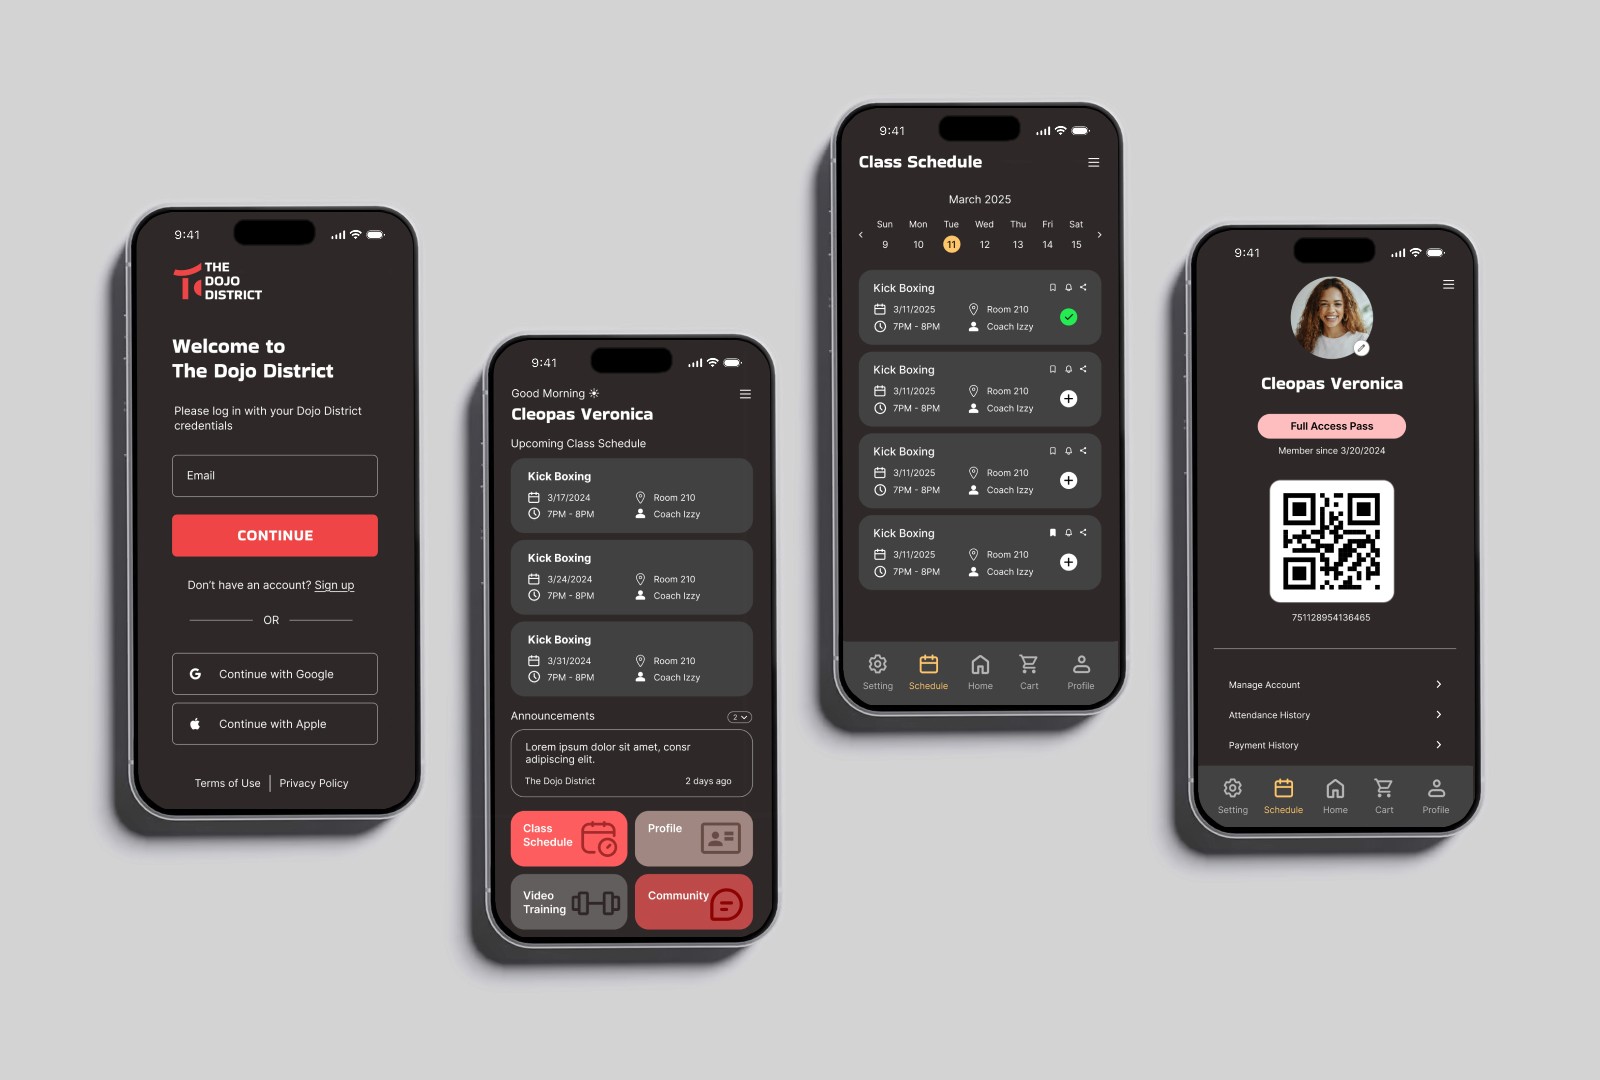 9:41
THE
DOJO
DISTRICT
Welcome to
The Dojo District
Please log in with your Dojo District
credentials
Email
CONTINUE
Don't have an account? Sign up
OR
Continue with Google
Continue with Apple
Terms of Use | Privacy Policy
9:41
Good Morning
Cleopas Veronica
Upcoming Class Schedule
Kick Boxing
3/17/2024 Room 210
7PM - 8PM Coach Izzy
Kick Boxing
3/24/2024 Room 210
7PM - 8PM Coach Izzy
Kick Boxing
3/31/2024 Room 210
7PM - 8PM Coach Izzy
Announcements 2
Lorem ipsum dolor sit amet, consr
adipiscing elit.
The Dojo District 2 days ago
Class
Schedule
Profile
Video
Training
Community
9:41
Class Schedule
March 2025
Sun Mon Tue Wed Thu Fri Sat
9 10 11 12 13 14 15
Kick Boxing
3/11/2025 Room 210
7PM - 8PM Coach Izzy
Kick Boxing
3/11/2025 Room 210
7PM - 8PM Coach Izzy
Kick Boxing
3/11/2025 Room 210
7PM - 8PM Coach Izzy
Kick Boxing
3/11/2025 Room 210
7PM - 8PM Coach Izzy
Setting Schedule Home Cart Profile
9:41
Cleopas Veronica
Full Access Pass
Member since 3/20/2024
751128954136465
Manage Account
Attendance History
Payment History
Setting Schedule Home Cart Profile